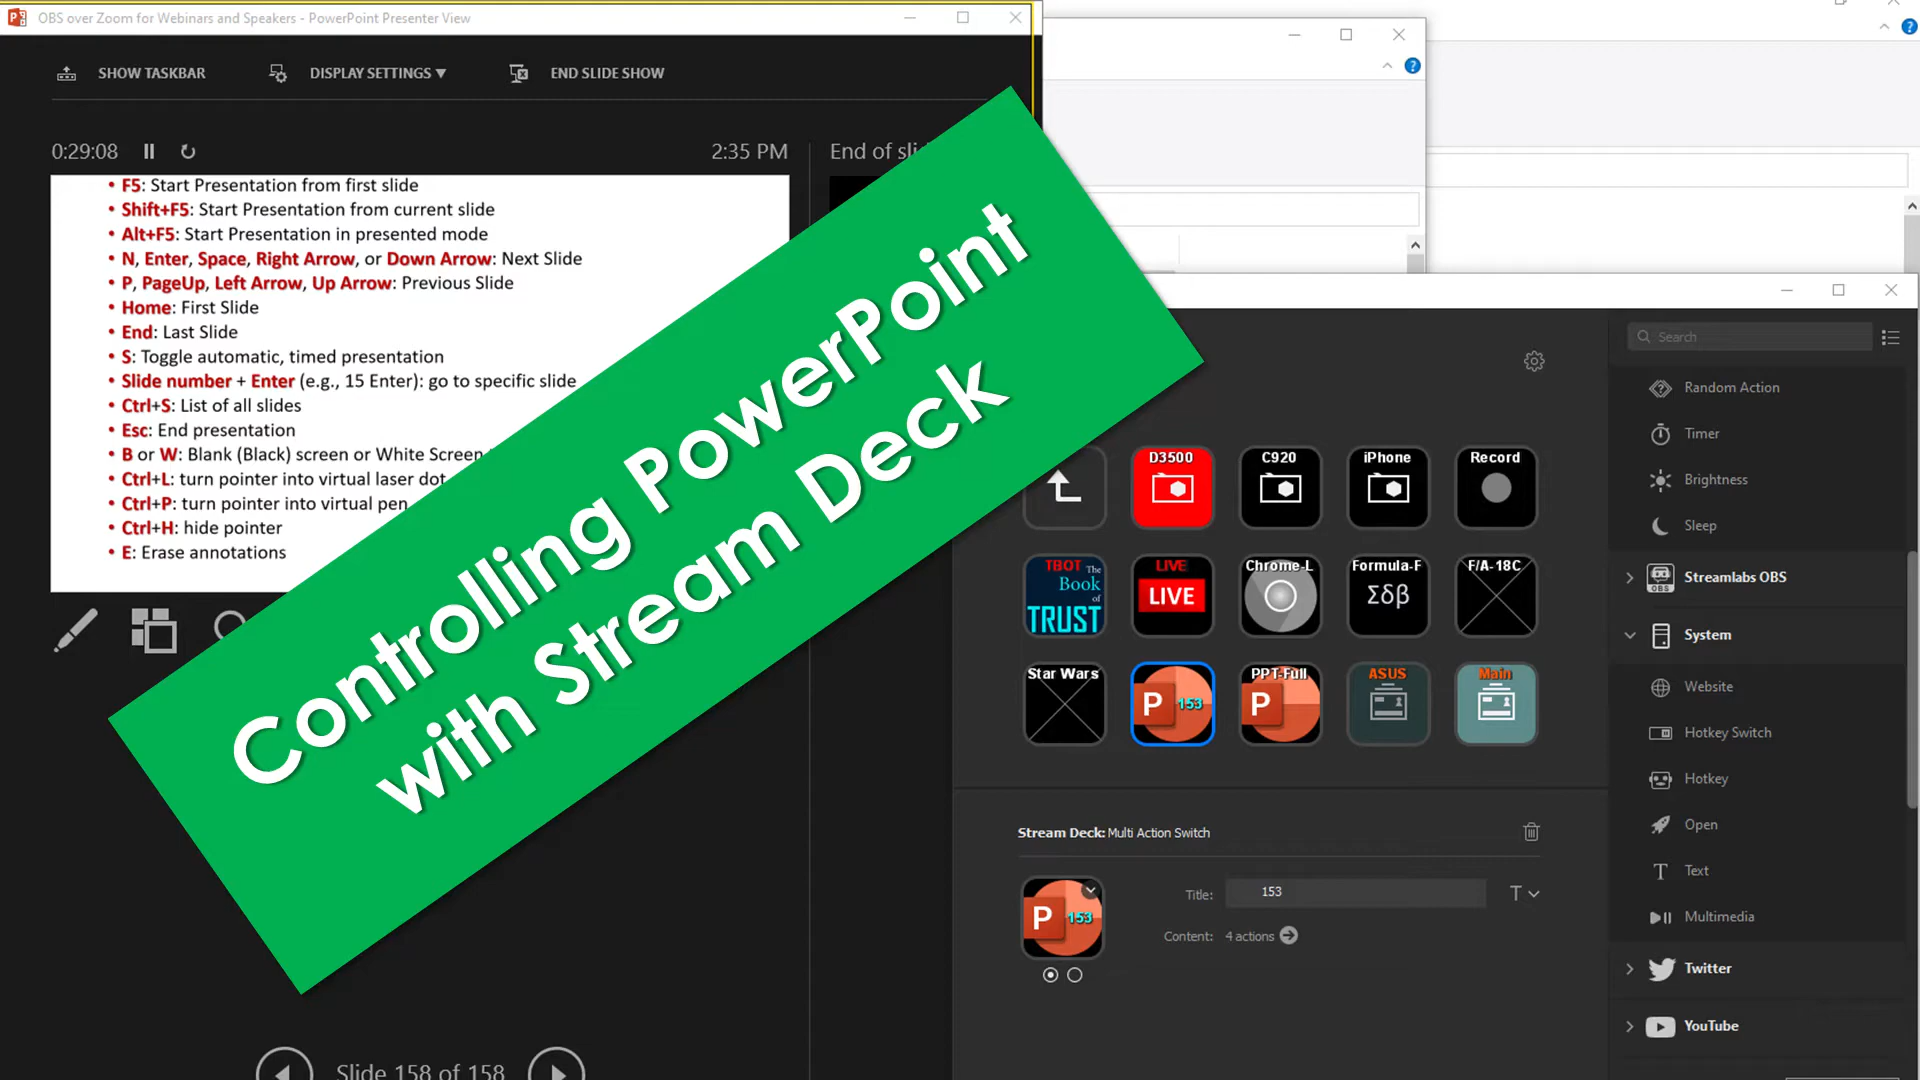 OBS over Zoom for Webinars and Speakers - PowerPoint Presenter View
SHOW TASKBAR
DISPLAY SETTINGS ▼
END SLIDE SHOW
0:29:08
2:35 PM
End of
• F5: Start Presentation from first slide
• Shift+F5: Start Presentation from current slide
• Alt+F5: Start Presentation in presented mode
• N, Enter, Space, Right Arrow, or Down Arrow: Next Slide
• P, PageUp, Left Arrow, Up Arrow: Previous Slide
• Home: First Slide
• End: Last Slide
• S: Toggle automatic, timed presentation
• Slide number + Enter (e.g., 15 Enter): go to specific slide
• Ctrl+S: List of all slides
• Esc: End presentation
• B or W: Blank (Black) screen or White Screen
• Ctrl+L: turn pointer into virtual laser dot
• Ctrl+P: turn pointer into virtual pen
• Ctrl+H: hide pointer
• E: Erase annotations
Slide 158 of 158
Controlling PowerPoint
with Stream Deck
D3500
C920
iPhone
Record
TBOT The
Book
of
TRUST
LIVE
LIVE
Chrome-L
Formula-F
Σδβ
F/A-18C
Star Wars
P 153
PPT-Full
P
ASUS
Main
Stream Deck: Multi Action Switch
P 153
Title: 153
T
Content: 4 actions
Search
Random Action
Timer
Brightness
Sleep
OBS
Streamlabs OBS
System
Website
Hotkey Switch
Hotkey
Open
Text
Multimedia
Twitter
YouTube